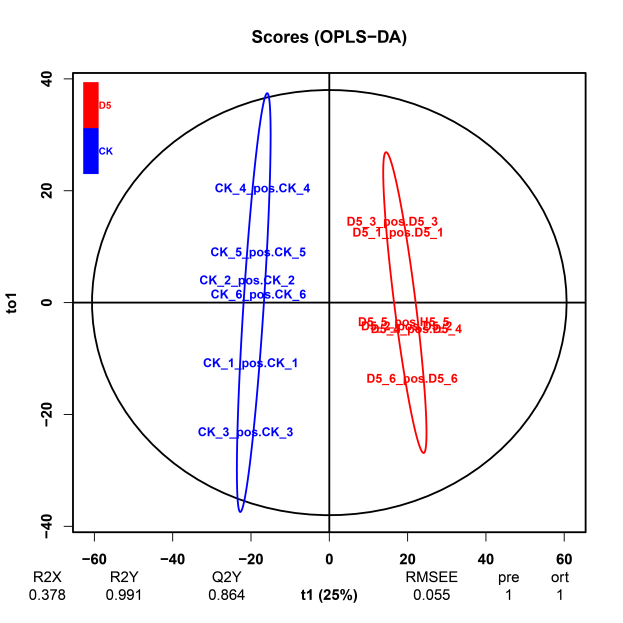 Scores (OPLS−DA)
D5
CK
40
20
0
−20
−40
to1
CK_4_pos.CK_4
CK_5_pos.CK_5
CK_2_pos.CK_2
CK_6_pos.CK_6
CK_1_pos.CK_1
CK_3_pos.CK_3
D5_3_pos.D5_3
D5_1_pos.D5_1
D5_6_pos.D5_6
−60 −40 −20 0 20 40 60
R2X R2Y Q2Y RMSEE pre ort
0.378 0.991 0.864 t1 (25%) 0.055 1 1